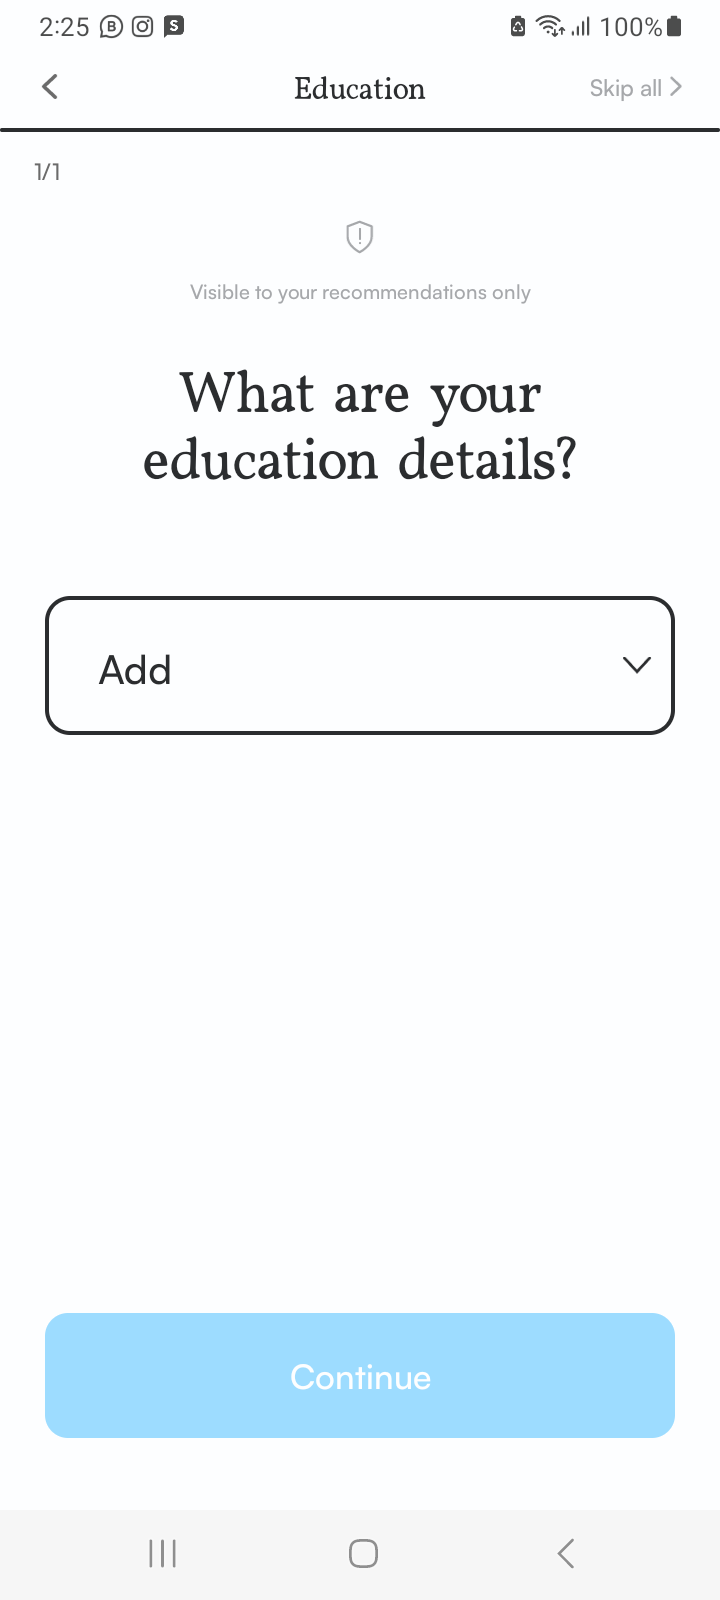 2:25 100%
Education
Skip all
1/1
Visible to your recommendations only
What are your
education details?
Add
Continue